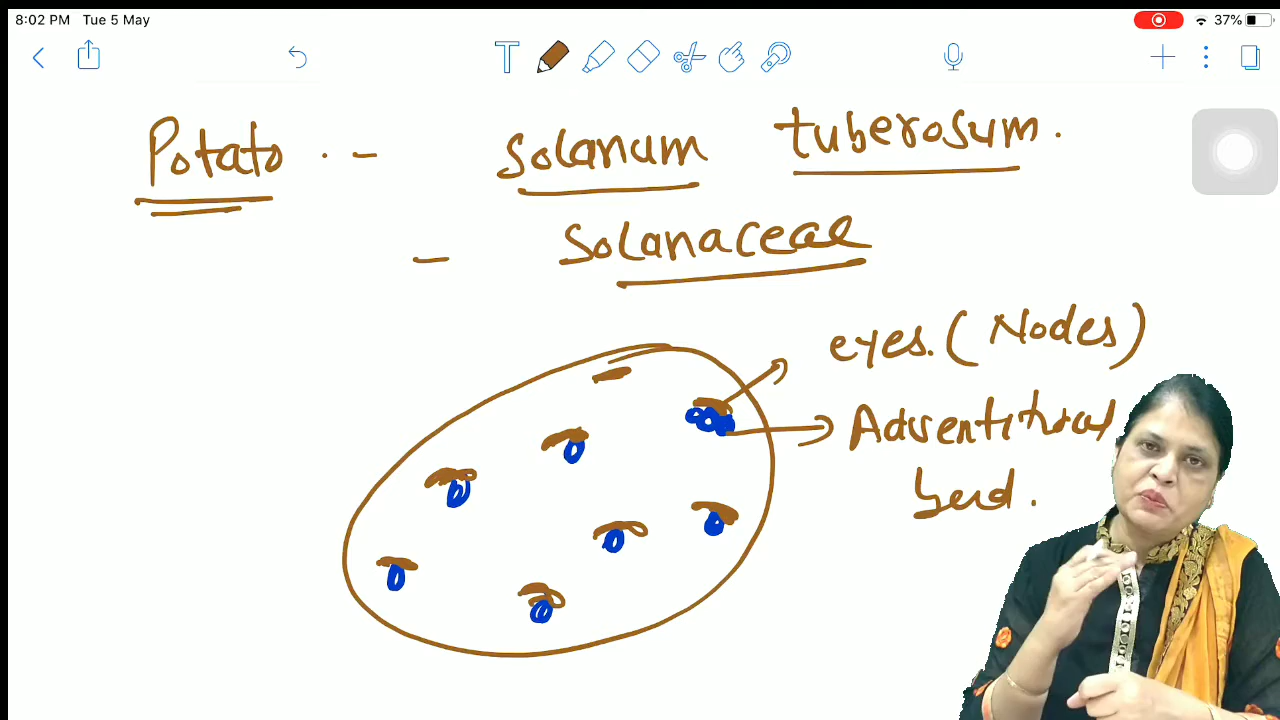 8:02 PM Tue 5 May 37%
T
Potato .- Solanum tuberosum.
- Solanaceae
eyes. (Nodes)
Adventitious
bud.